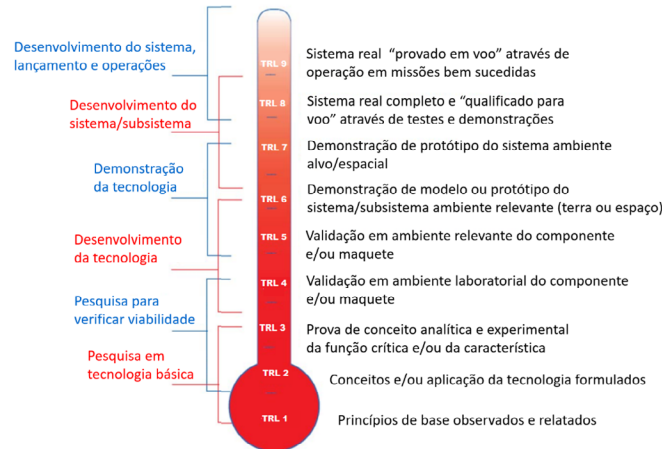 Desenvolvimento do sistema,
lançamento e operações
Desenvolvimento do
sistema/subsistema
Demonstração
da tecnologia
Desenvolvimento
da tecnologia
Pesquisa para
verificar viabilidade
Pesquisa em
tecnologia básica
TRL 9
Sistema real “provado em voo” através de
operação em missões bem sucedidas
TRL 8
Sistema real completo e “qualificado para
voo” através de testes e demonstrações
TRL 7
Demonstração de protótipo do sistema ambiente
alvo/espacial
TRL 6
Demonstração de modelo ou protótipo do
sistema/subsistema ambiente relevante (terra ou espaço)
TRL 5
Validação em ambiente relevante do componente
e/ou maquete
TRL 4
Validação em ambiente laboratorial do componente
e/ou maquete
TRL 3
Prova de conceito analítica e experimental
da função crítica e/ou da característica
TRL 2
Conceitos e/ou aplicação da tecnologia formulados
TRL 1
Princípios de base observados e relatados